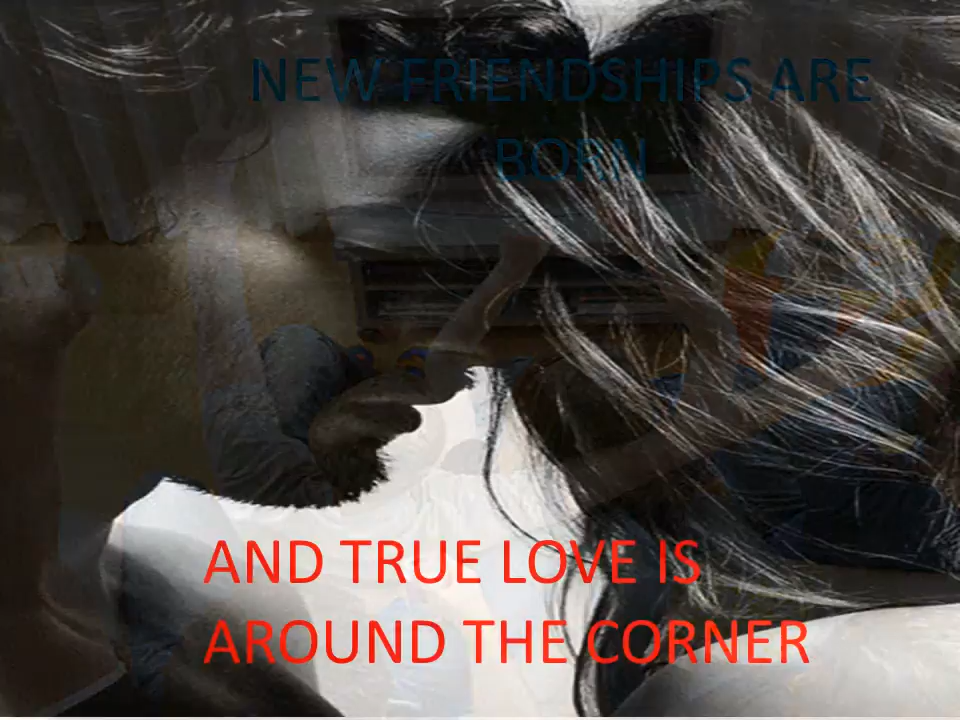 NEW FRIENDSHIPS ARE
BORN
AND TRUE LOVE IS
AROUND THE CORNER